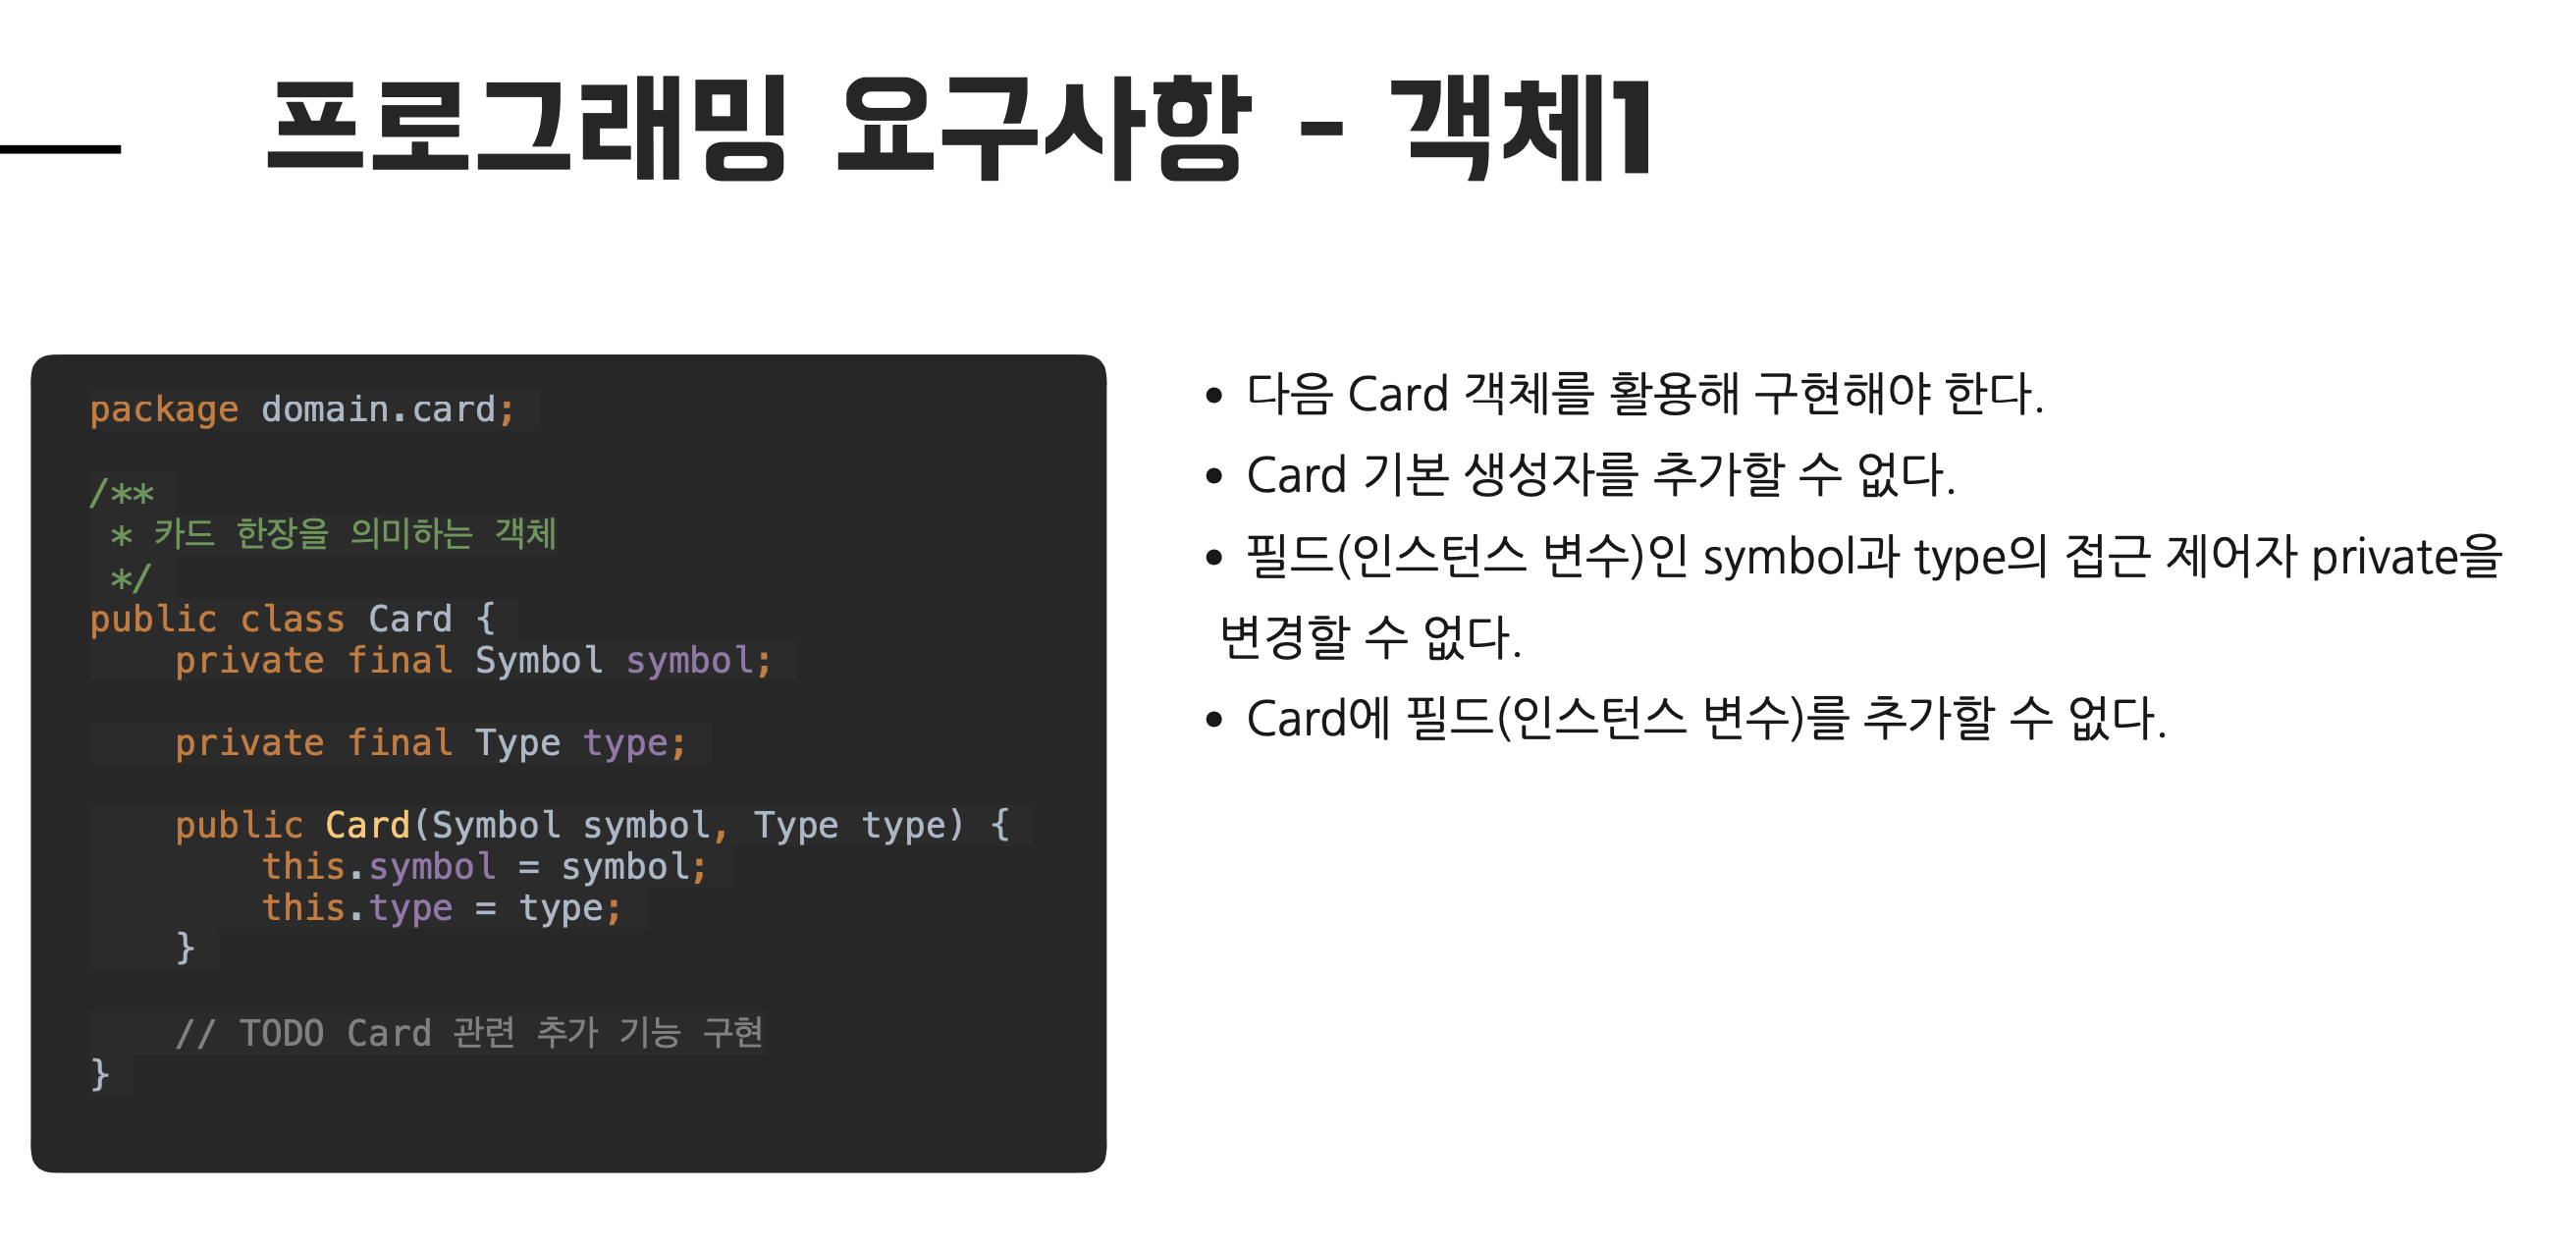 프로그래밍 요구사항 - 객체1
package domain.card;
/**
 * 카드 한장을 의미하는 객체
 */
public class Card {
    private final Symbol symbol;
    private final Type type;
    public Card(Symbol symbol, Type type) {
        this.symbol = symbol;
        this.type = type;
    }
    // TODO Card 관련 추가 기능 구현
}
• 다음 Card 객체를 활용해 구현해야 한다.
• Card 기본 생성자를 추가할 수 없다.
• 필드(인스턴스 변수)인 symbol과 type의 접근 제어자 private을
변경할 수 없다.
• Card에 필드(인스턴스 변수)를 추가할 수 없다.